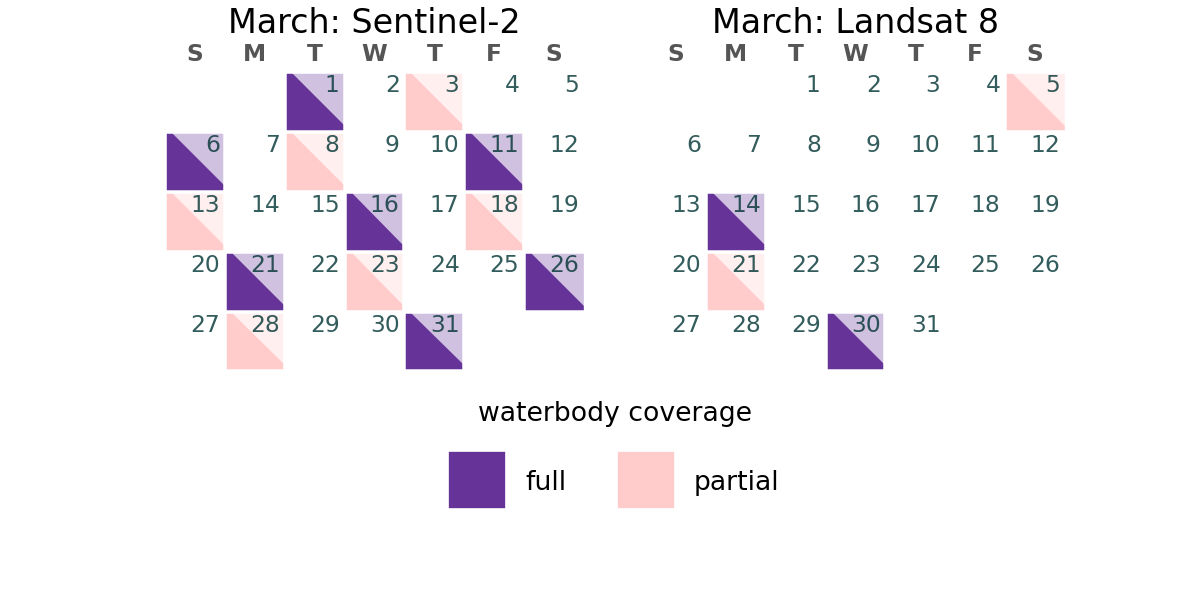 March: Sentinel-2
S M T W T F S
1 2 3 4 5
6 7 8 9 10 11 12
13 14 15 16 17 18 19
20 21 22 23 24 25 26
27 28 29 30 31
March: Landsat 8
S M T W T F S
1 2 3 4 5
6 7 8 9 10 11 12
13 14 15 16 17 18 19
20 21 22 23 24 25 26
27 28 29 30 31
waterbody coverage
full
partial